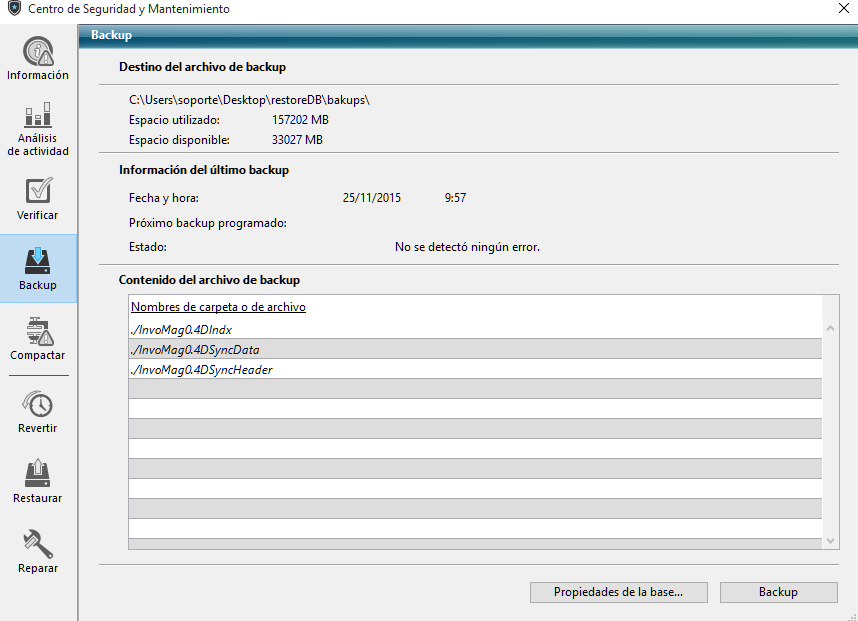 Centro de Seguridad y Mantenimiento
Información
Análisis
de actividad
Verificar
Backup
Compactar
Revertir
Restaurar
Reparar
Backup
Destino del archivo de backup
C:\Users\soporte\Desktop\restoreDB\bakups\
Espacio utilizado: 157202 MB
Espacio disponible: 33027 MB
Información del último backup
Fecha y hora: 25/11/2015 9:57
Próximo backup programado:
Estado: No se detectó ningún error.
Contenido del archivo de backup
Nombres de carpeta o de archivo
./InvoMag0.4DIndx
./InvoMag0.4DSyncData
./InvoMag0.4DSyncHeader
Propiedades de la base... Backup